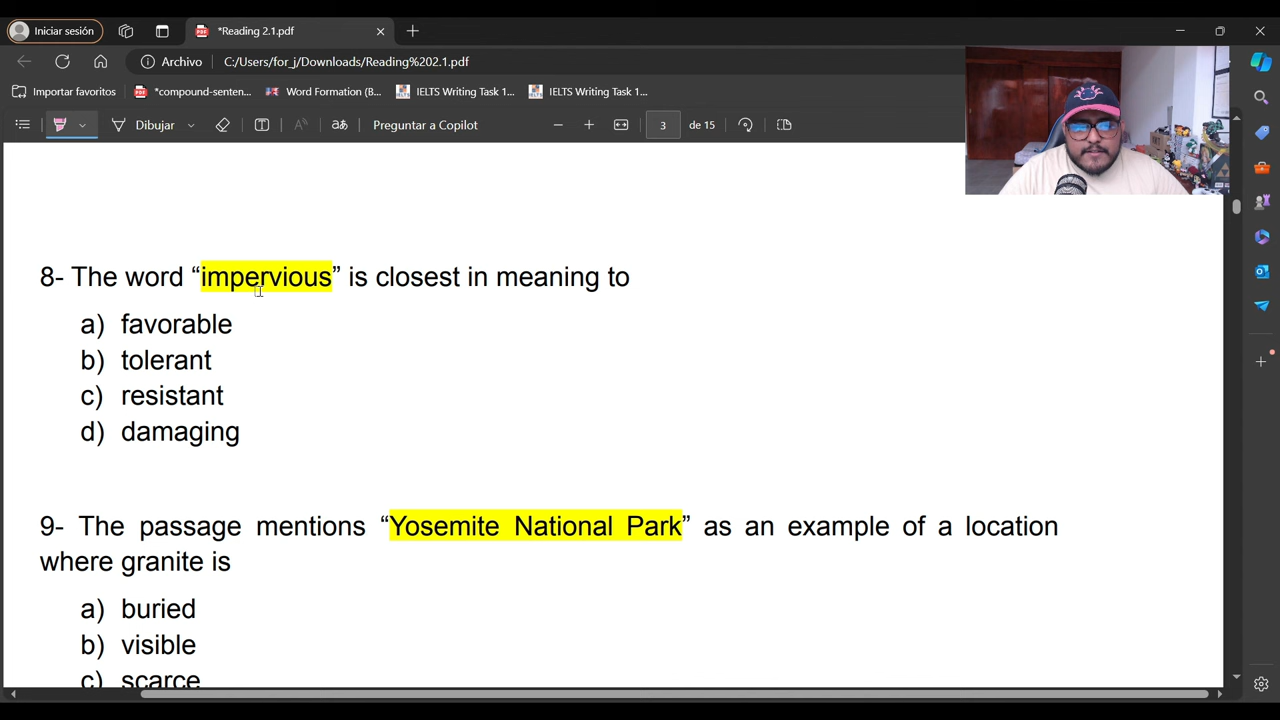 Iniciar sesión
*Reading 2.1.pdf
Archivo
C:/Users/for_j/Downloads/Reading%202.1.pdf
Importar favoritos
*compound-senten...
Word Formation (B...
IELTS Writing Task 1...
IELTS Writing Task 1...
Dibujar
aあ
Preguntar a Copilot
3
de 15
8- The word “impervious” is closest in meaning to
a) favorable
b) tolerant
c) resistant
d) damaging
9- The passage mentions “Yosemite National Park” as an example of a location
where granite is
a) buried
b) visible
c) scarce